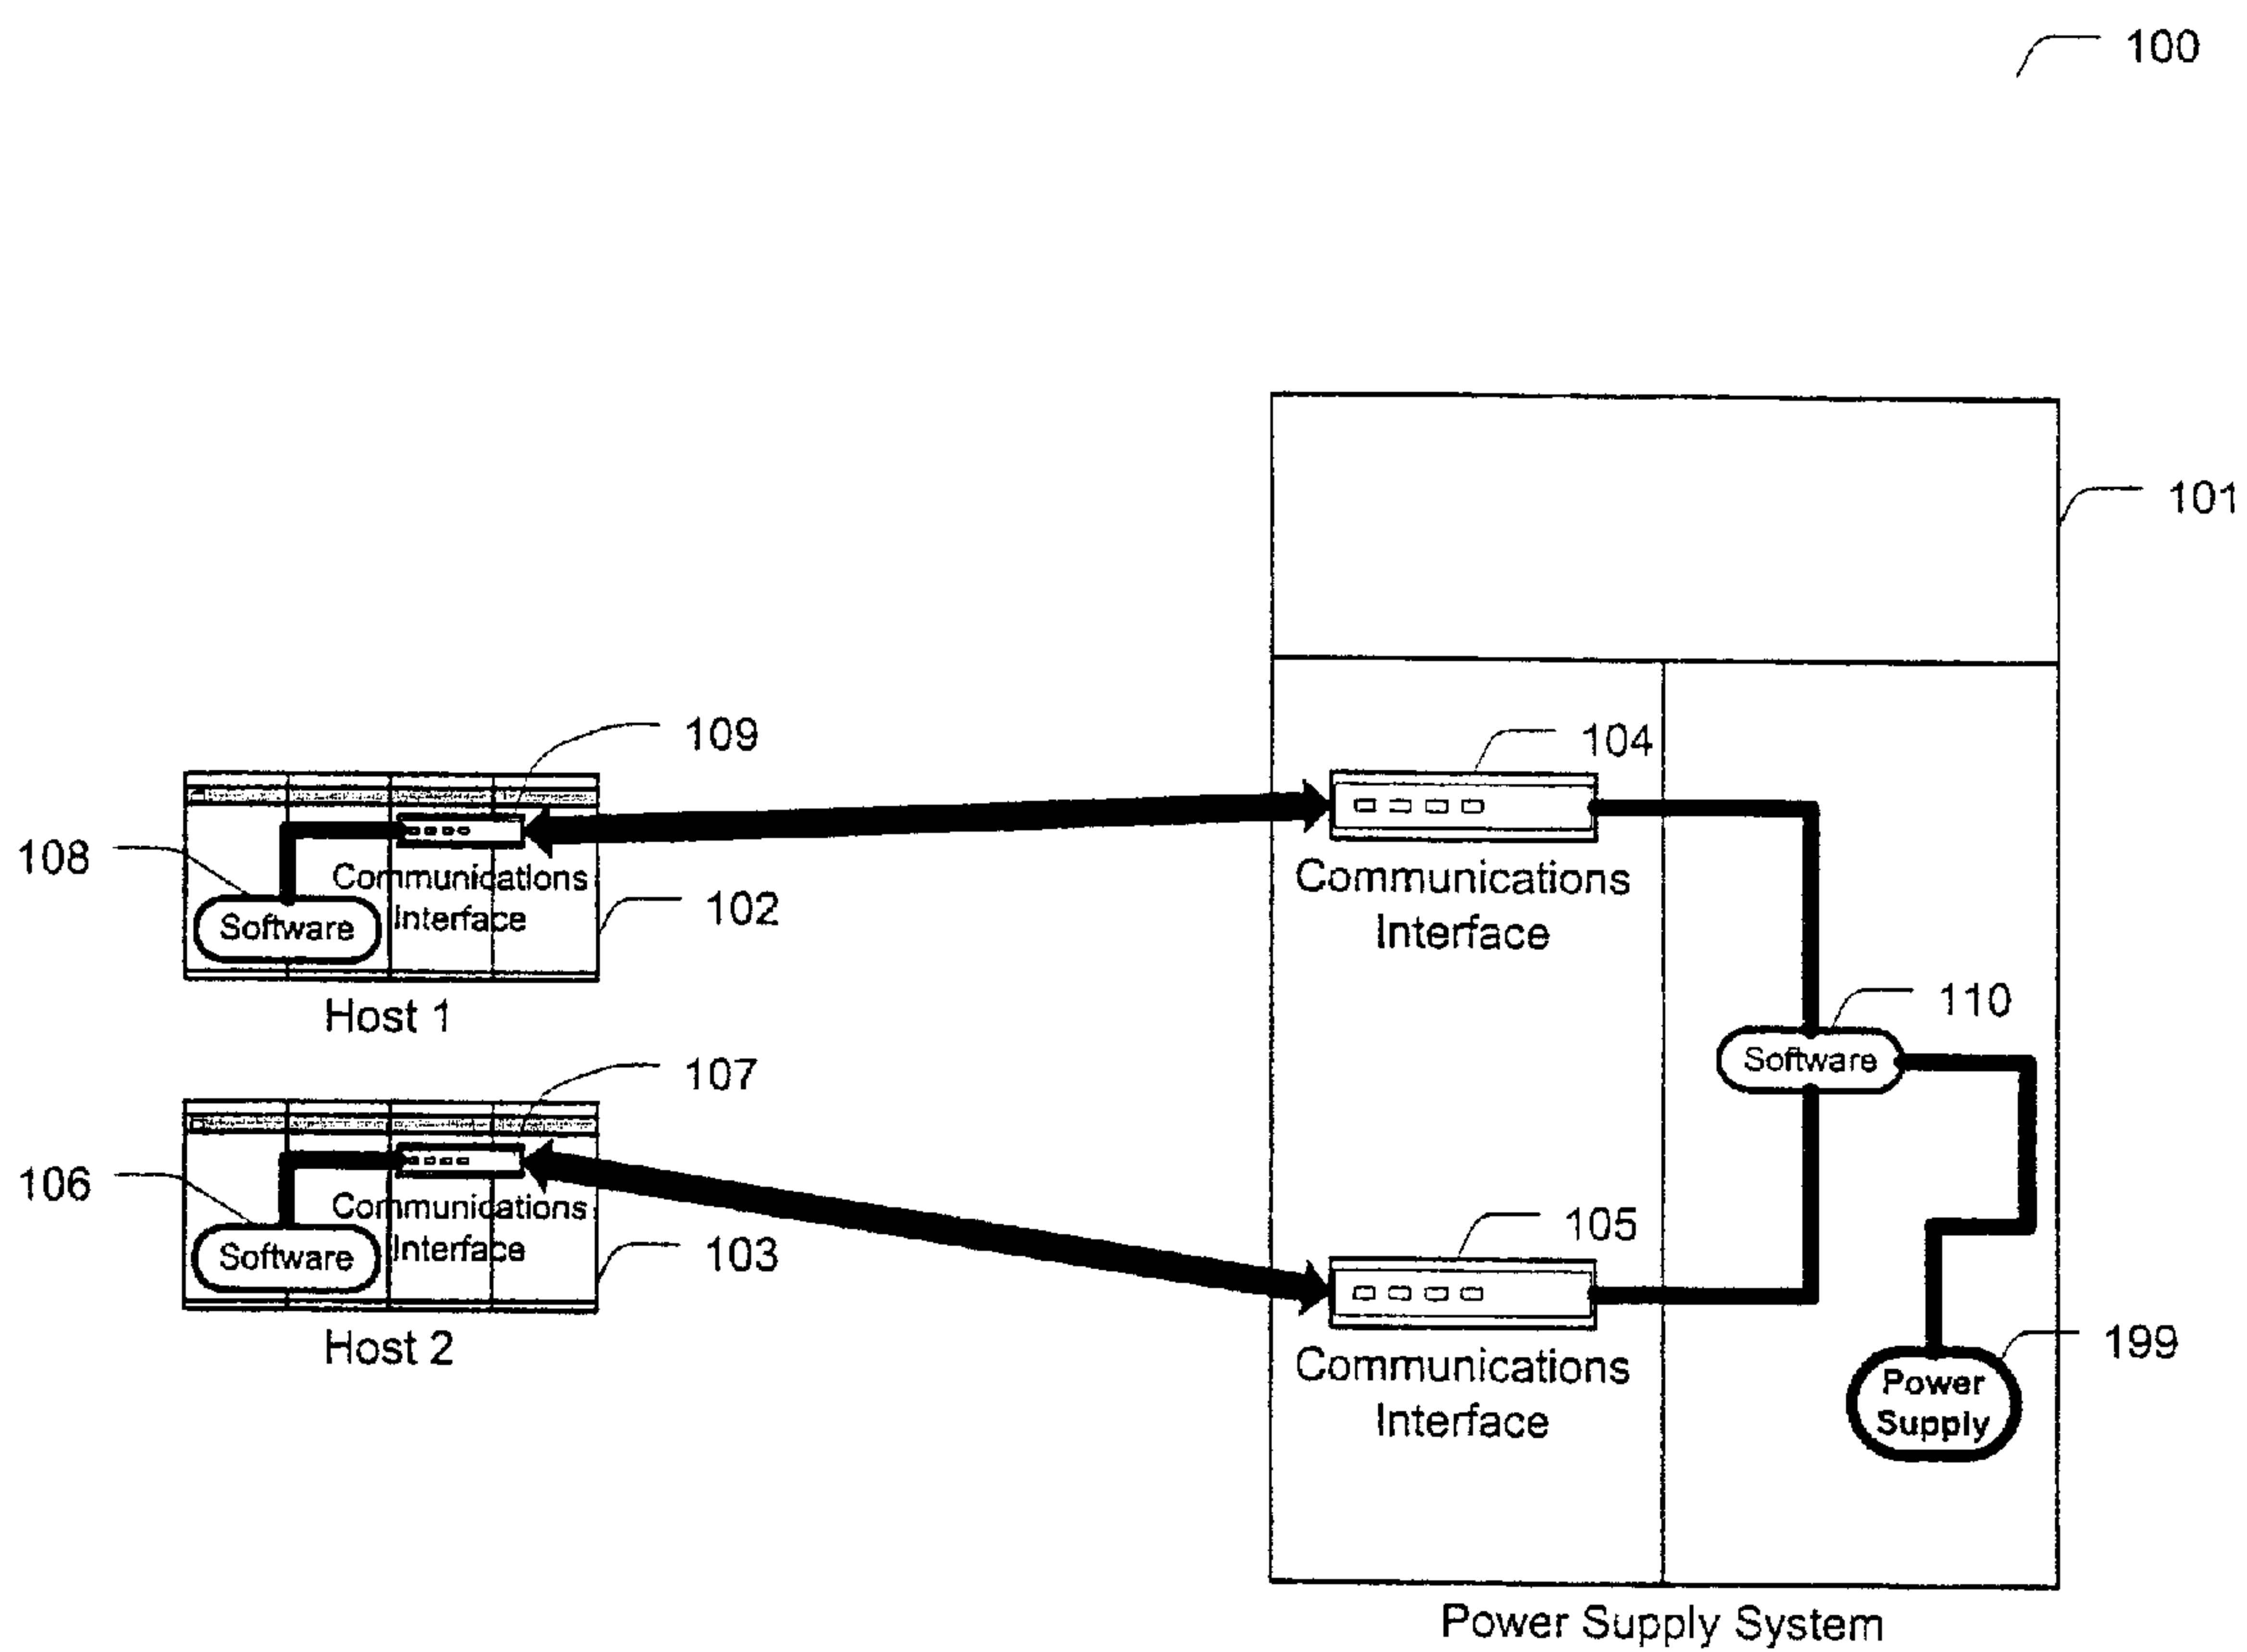 100
101
109
104
108
Communications
Interface
Software
102
Host 1
Communications
Interface
110
Software
107
106
Communications
Interface
Software
103
Host 2
105
Communications
Interface
199
Power
Supply
Power Supply System